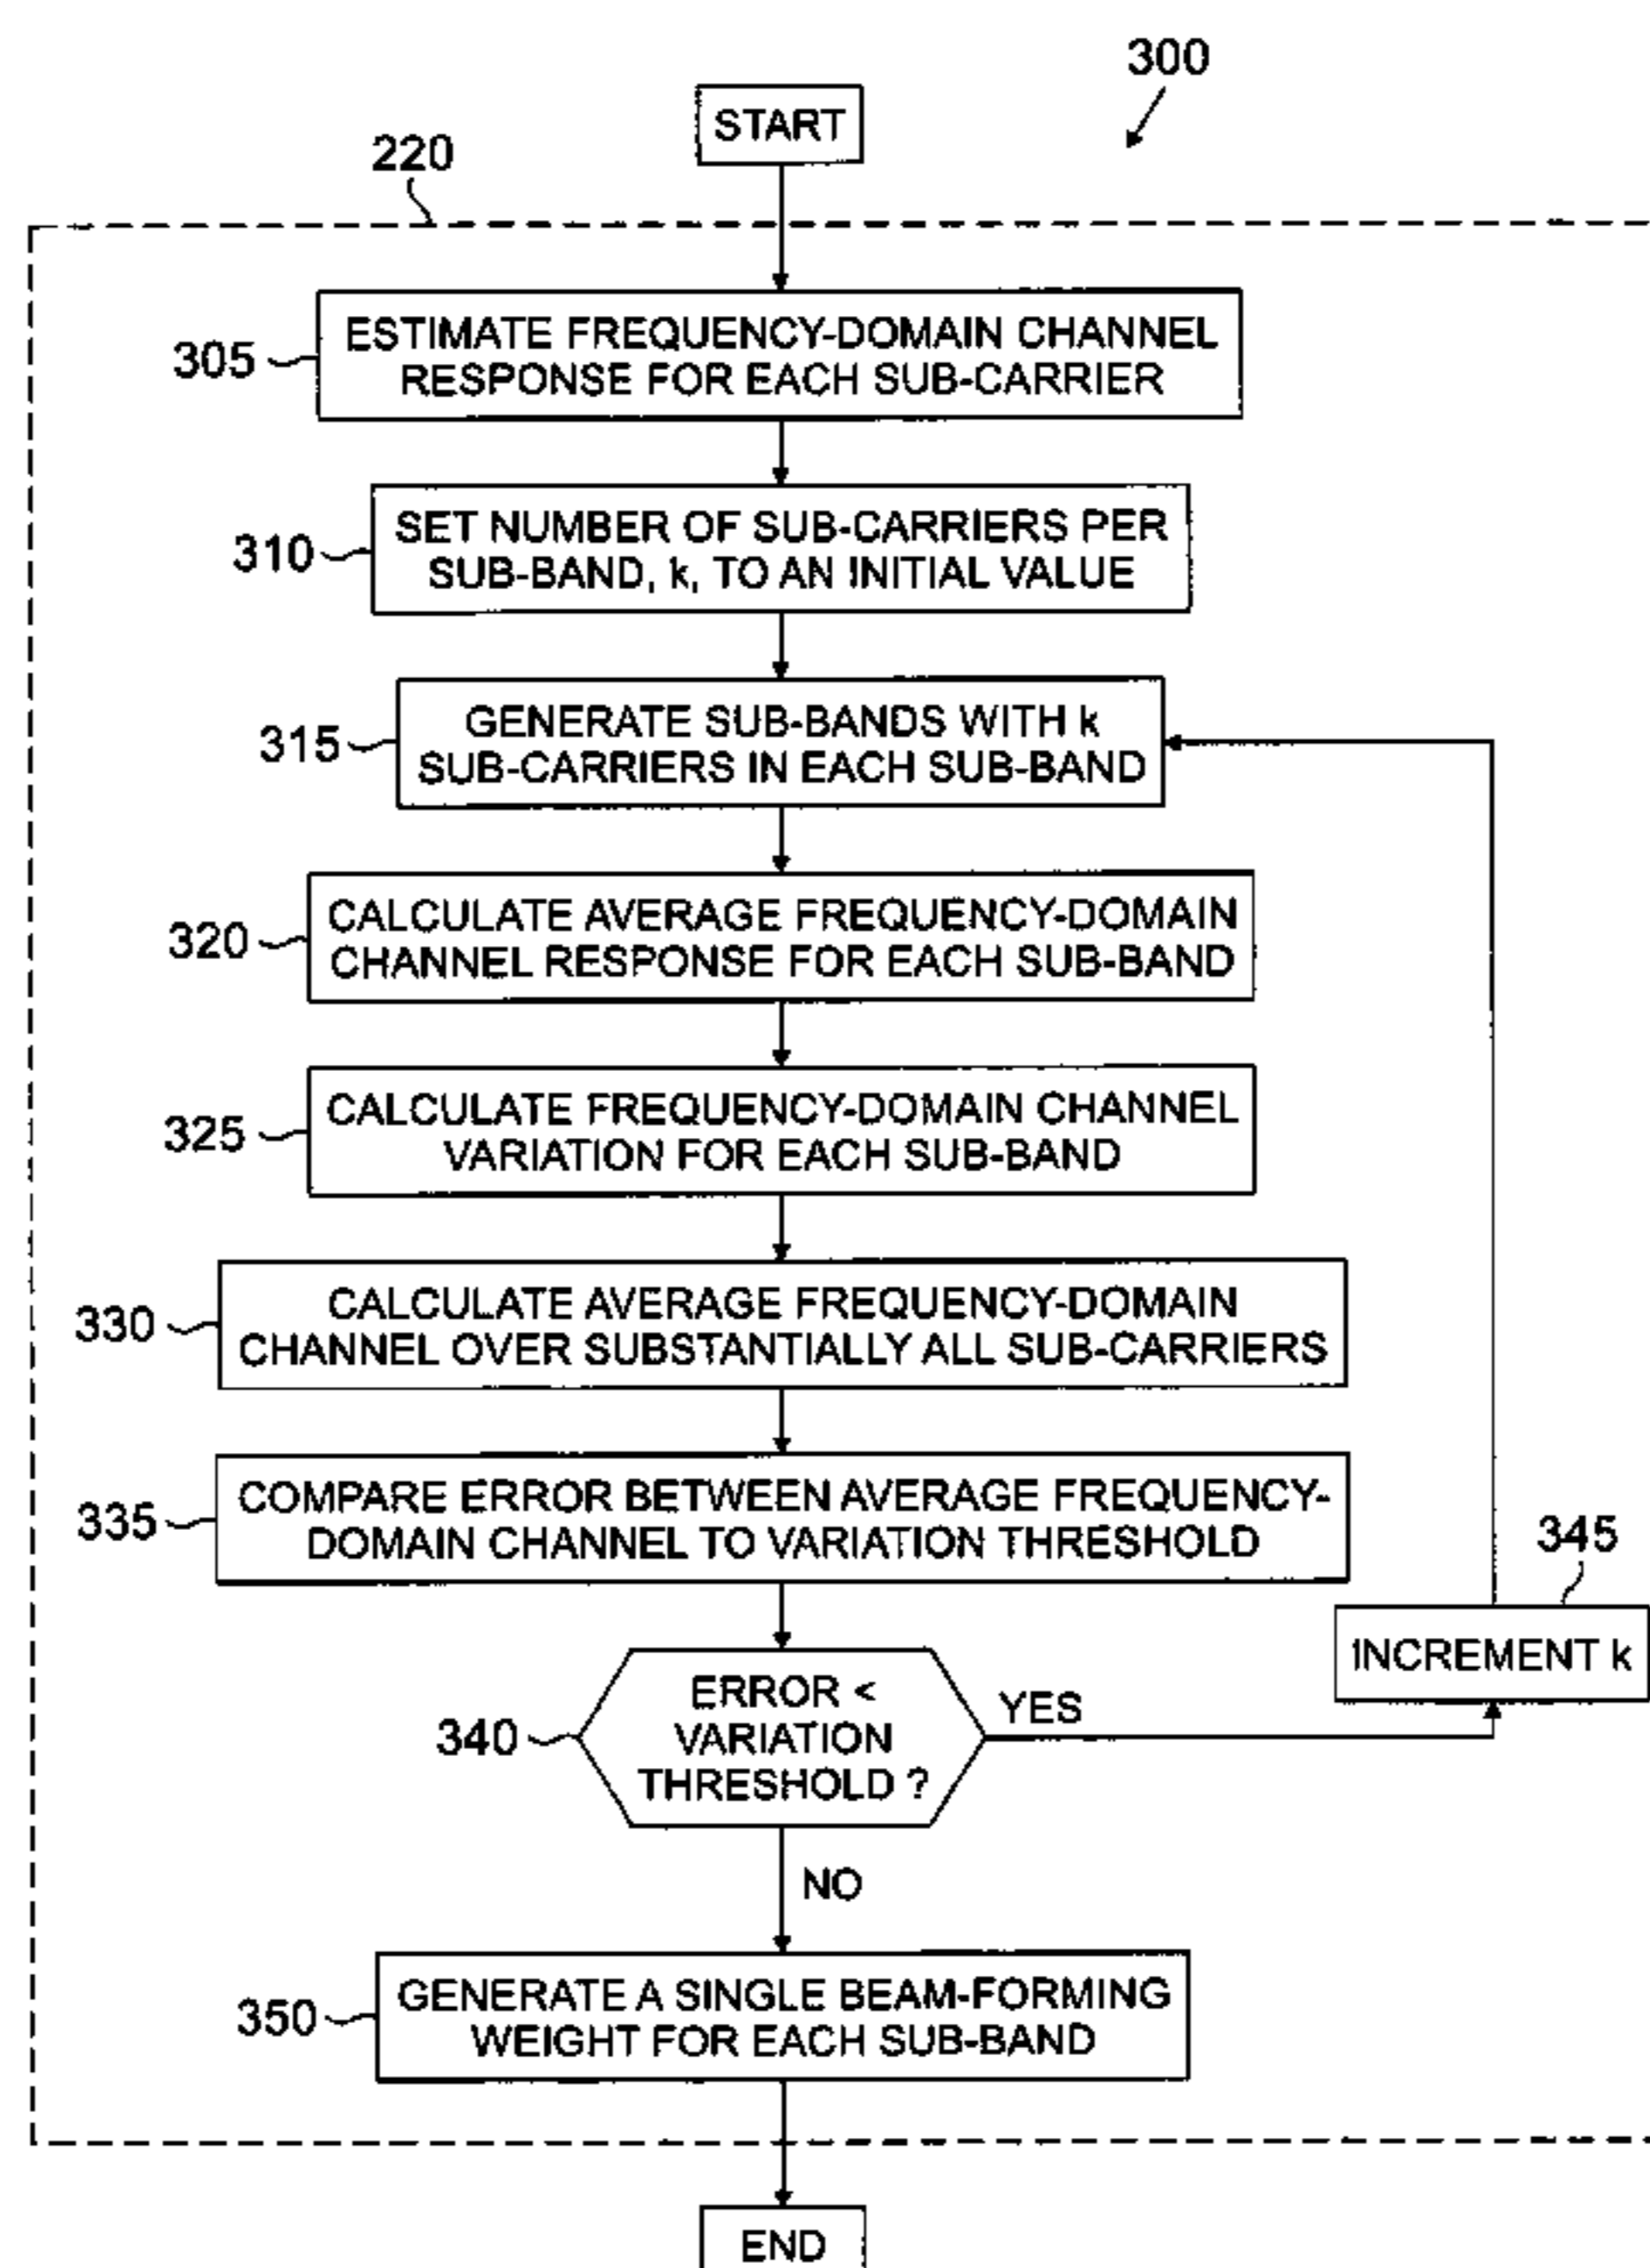 300
START
220
305
ESTIMATE FREQUENCY-DOMAIN CHANNEL
RESPONSE FOR EACH SUB-CARRIER
310
SET NUMBER OF SUB-CARRIERS PER
SUB-BAND, k, TO AN INITIAL VALUE
315
GENERATE SUB-BANDS WITH k
SUB-CARRIERS IN EACH SUB-BAND
320
CALCULATE AVERAGE FREQUENCY-DOMAIN
CHANNEL RESPONSE FOR EACH SUB-BAND
325
CALCULATE FREQUENCY-DOMAIN CHANNEL
VARIATION FOR EACH SUB-BAND
330
CALCULATE AVERAGE FREQUENCY-DOMAIN
CHANNEL OVER SUBSTANTIALLY ALL SUB-CARRIERS
335
COMPARE ERROR BETWEEN AVERAGE FREQUENCY-
DOMAIN CHANNEL TO VARIATION THRESHOLD
345
INCREMENT k
340
ERROR <
VARIATION
THRESHOLD ?
YES
NO
350
GENERATE A SINGLE BEAM-FORMING
WEIGHT FOR EACH SUB-BAND
END